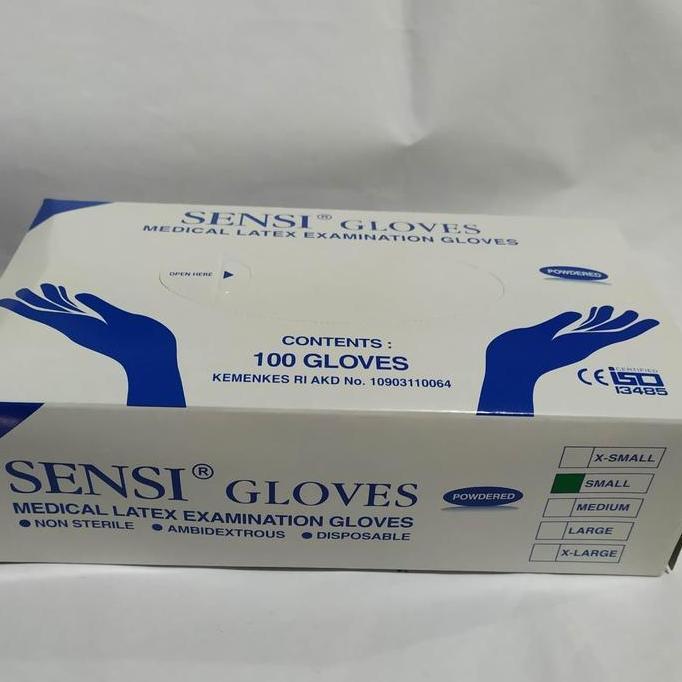 SENSI® GLOVES
MEDICAL LATEX EXAMINATION GLOVES
OPEN HERE
POWDERED
CONTENTS :
100 GLOVES
KEMENKES RI AKD No. 10903110064
CERTIFIED
CE ISO
13485
SENSI® GLOVES
POWDERED
MEDICAL LATEX EXAMINATION GLOVES
● NON STERILE ● AMBIDEXTROUS ● DISPOSABLE
X-SMALL
SMALL
MEDIUM
LARGE
X-LARGE